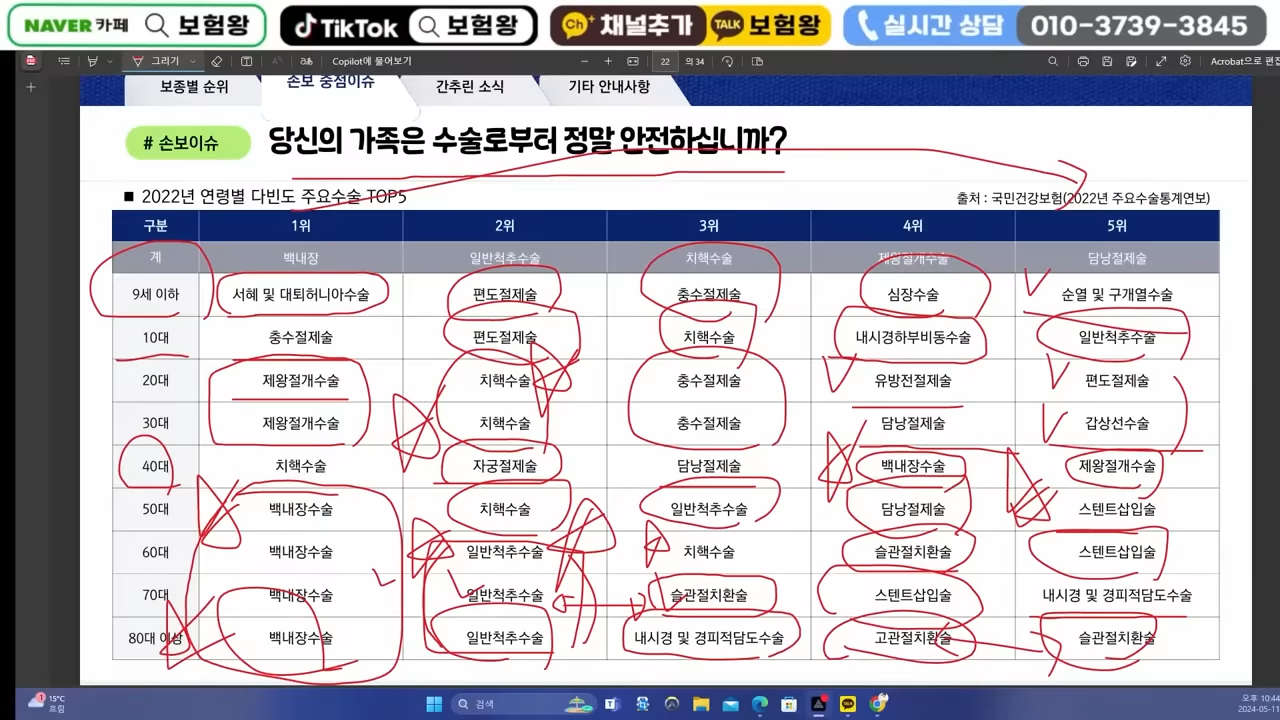 NAVER 카페 보험왕 TikTok 보험왕 Ch+ 채널추가 TALK 보험왕 실시간 상담 010-3739-3845
그리기 Copilot에 물어보기 22 의 34 Acrobat으로 편집
보종별 순위 손보 중점이슈 간추린 소식 기타 안내사항
# 손보이슈 당신의 가족은 수술로부터 정말 안전하십니까?
■ 2022년 연령별 다빈도 주요수술 TOP5 출처 : 국민건강보험(2022년 주요수술통계연보)
구분 1위 2위 3위 4위 5위
계 백내장 일반척추수술 치핵수술 제왕절개수술 담낭절제술
9세 이하 서혜 및 대퇴허니아수술 편도절제술 충수절제술 심장수술 순열 및 구개열수술
10대 충수절제술 편도절제술 치핵수술 내시경하부비동수술 일반척추수술
20대 제왕절개수술 치핵수술 충수절제술 유방전절제술 편도절제술
30대 제왕절개수술 치핵수술 충수절제술 담낭절제술 갑상선수술
40대 치핵수술 자궁절제술 담낭절제술 백내장수술 제왕절개수술
50대 백내장수술 치핵수술 일반척추수술 담낭절제술 스텐트삽입술
60대 백내장수술 일반척추수술 치핵수술 슬관절치환술 스텐트삽입술
70대 백내장수술 일반척추수술 슬관절치환술 스텐트삽입술 내시경 및 경피적담도수술
80대 이상 백내장수술 일반척추수술 내시경 및 경피적담도수술 고관절치환술 슬관절치환술
15°C
흐림
검색
오후 10:44
2024-05-11